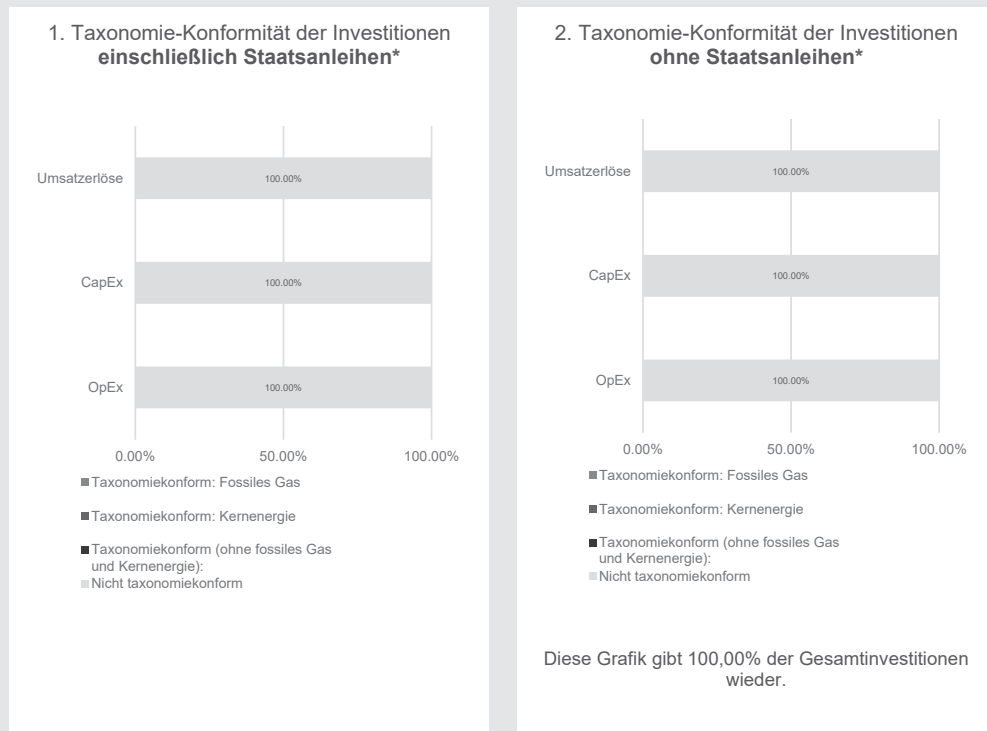 1. Taxonomie-Konformität der Investitionen
einschließlich Staatsanleihen*
Umsatzerlöse
100.00%
CapEx
100.00%
OpEx
100.00%
0.00%
50.00%
100.00%
Taxonomiekonform: Fossiles Gas
Taxonomiekonform: Kernenergie
Taxonomiekonform (ohne fossiles Gas
und Kernenergie):
Nicht taxonomiekonform
2. Taxonomie-Konformität der Investitionen
ohne Staatsanleihen*
Umsatzerlöse
100.00%
CapEx
100.00%
OpEx
100.00%
0.00%
50.00%
100.00%
Taxonomiekonform: Fossiles Gas
Taxonomiekonform: Kernenergie
Taxonomiekonform (ohne fossiles Gas
und Kernenergie):
Nicht taxonomiekonform
Diese Grafik gibt 100,00% der Gesamtinvestitionen
wieder.